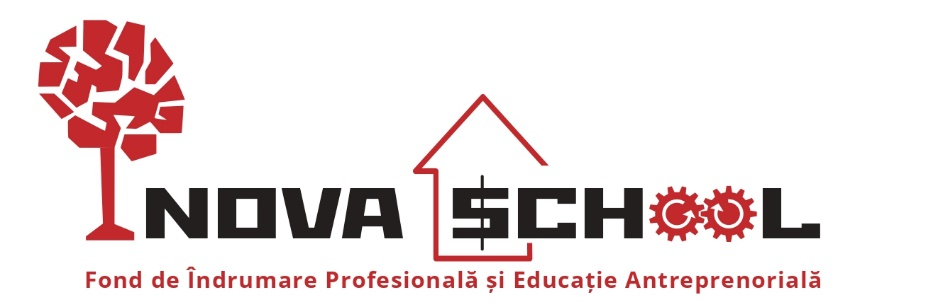 INOVA SCHOOL
Fond de Îndrumare Profesională și Educație Antreprenorială